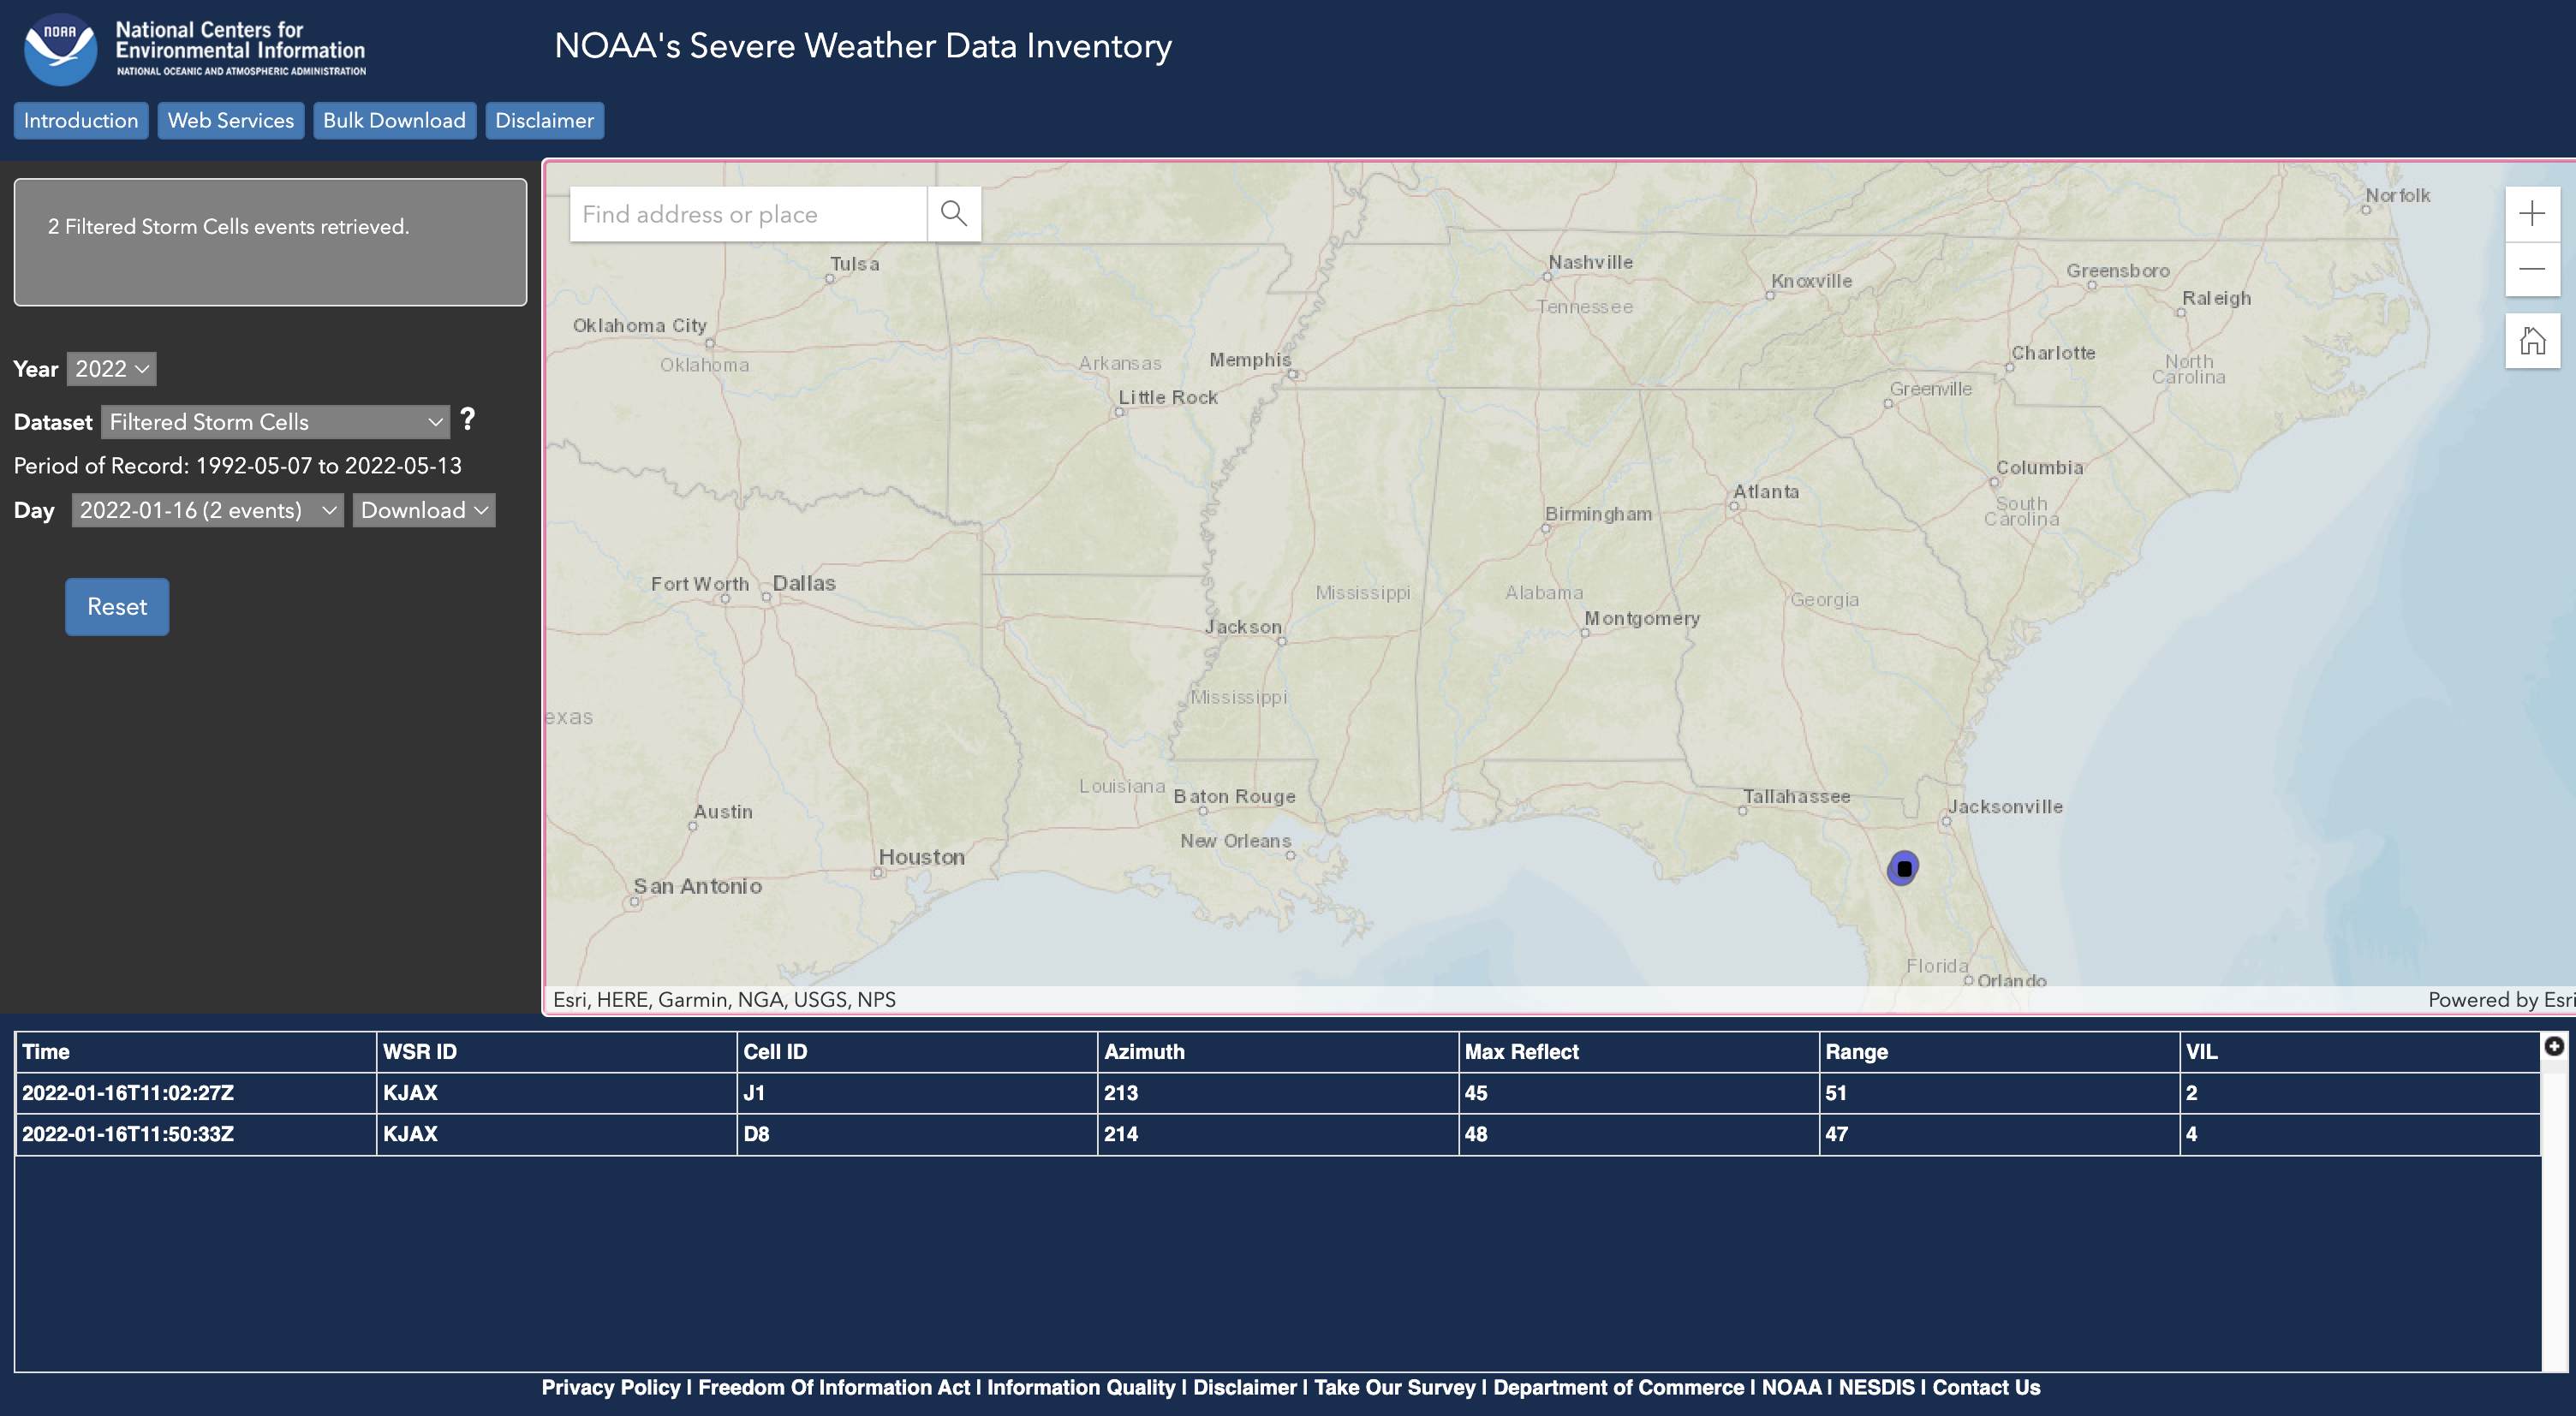 NOAA
National Centers for
Environmental Information
NATIONAL OCEANIC AND ATMOSPHERIC ADMINISTRATION
NOAA's Severe Weather Data Inventory
Introduction Web Services Bulk Download Disclaimer
2 Filtered Storm Cells events retrieved.
Year 2022
Dataset Filtered Storm Cells ?
Period of Record: 1992-05-07 to 2022-05-13
Day 2022-01-16 (2 events) Download
Reset
Find address or place
Norfolk
Tulsa
Nashville
Knoxville
Greensboro
Raleigh
Tennessee
Oklahoma City
Oklahoma
Arkansas
Memphis
Charlotte
North
Carolina
Little Rock
Greenville
Columbia
Atlanta
South
Carolina
Birmingham
Fort Worth
Dallas
Mississippi
Alabama
Georgia
Montgomery
Jackson
Mississippi
exas
Louisiana
Baton Rouge
Tallahassee
Jacksonville
Austin
New Orleans
Houston
San Antonio
Florida
Orlando
Esri, HERE, Garmin, NGA, USGS, NPS
Powered by Esri
Time WSR ID Cell ID Azimuth Max Reflect Range VIL
2022-01-16T11:02:27Z KJAX J1 213 45 51 2
2022-01-16T11:50:33Z KJAX D8 214 48 47 4
Privacy Policy | Freedom Of Information Act | Information Quality | Disclaimer | Take Our Survey | Department of Commerce | NOAA | NESDIS | Contact Us